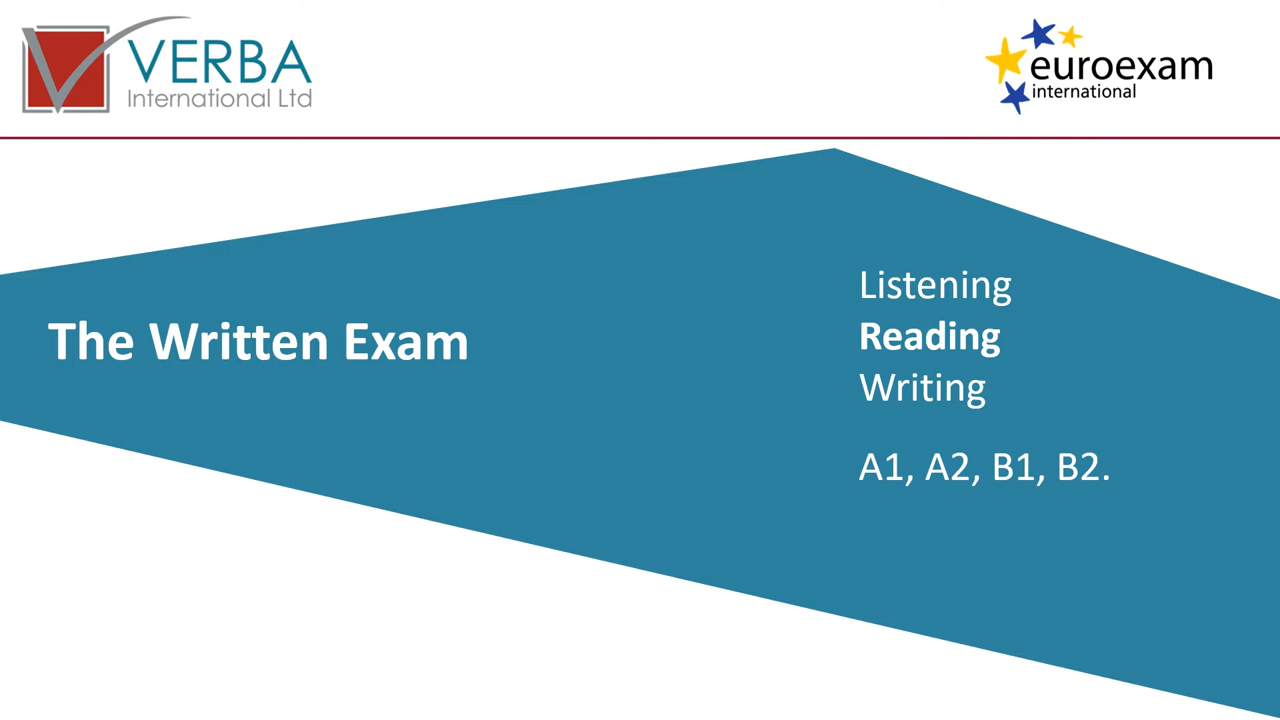 VERBA
International Ltd
euroexam
international
The Written Exam
Listening
Reading
Writing
A1, A2, B1, B2.